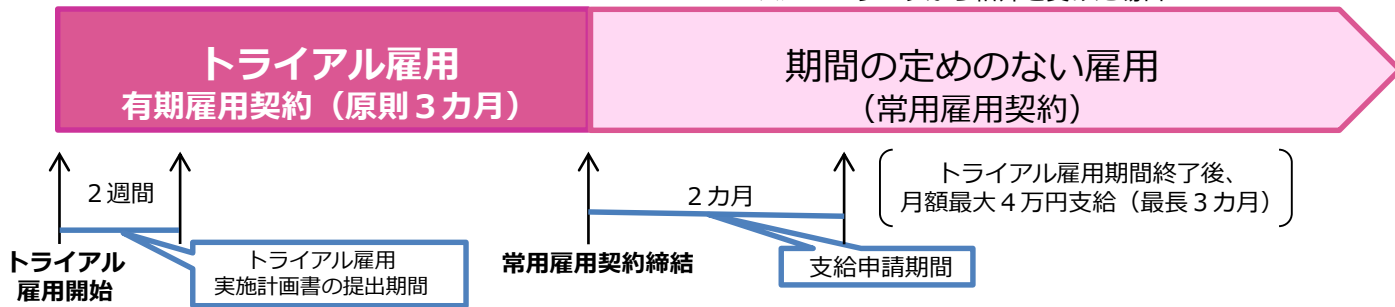 トライアル雇用
有期雇用契約（原則３カ月）
期間の定めのない雇用
（常用雇用契約）
２週間
２カ月
トライアル雇用期間終了後、
月額最大４万円支給（最長３カ月）
トライアル
雇用開始
トライアル雇用
実施計画書の提出期間
常用雇用契約締結
支給申請期間